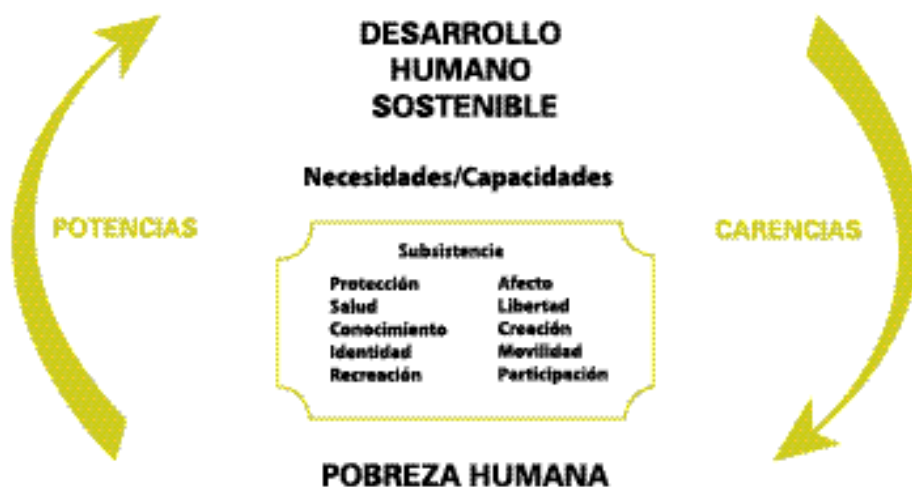 DESARROLLO
HUMANO
SOSTENIBLE
Necesidades/Capacidades
POTENCIAS
CARENCIAS
Subsistencia
Protección Afecto
Salud Libertad
Conocimiento Creación
Identidad Movilidad
Recreación Participación
POBREZA HUMANA